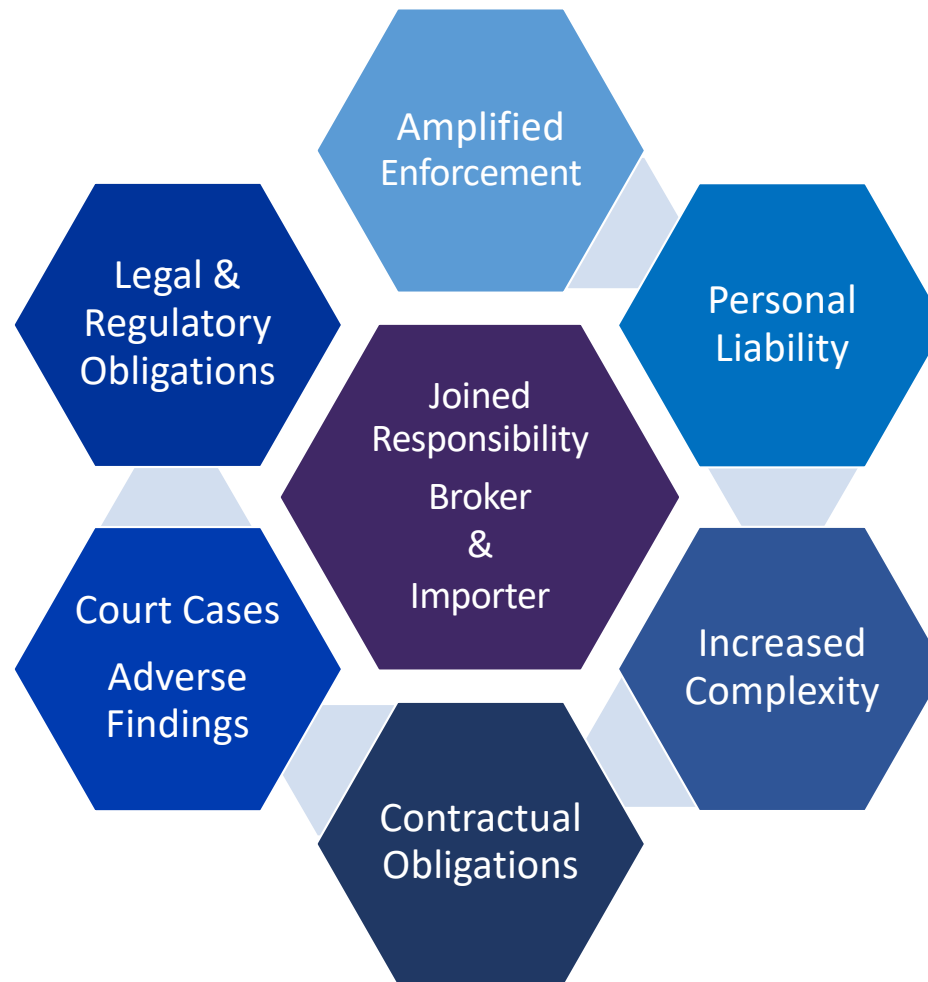 Amplified
Enforcement
Legal &
Regulatory
Obligations
Personal
Liability
Joined
Responsibility
Broker
&
Importer
Court Cases
Adverse
Findings
Increased
Complexity
Contractual
Obligations